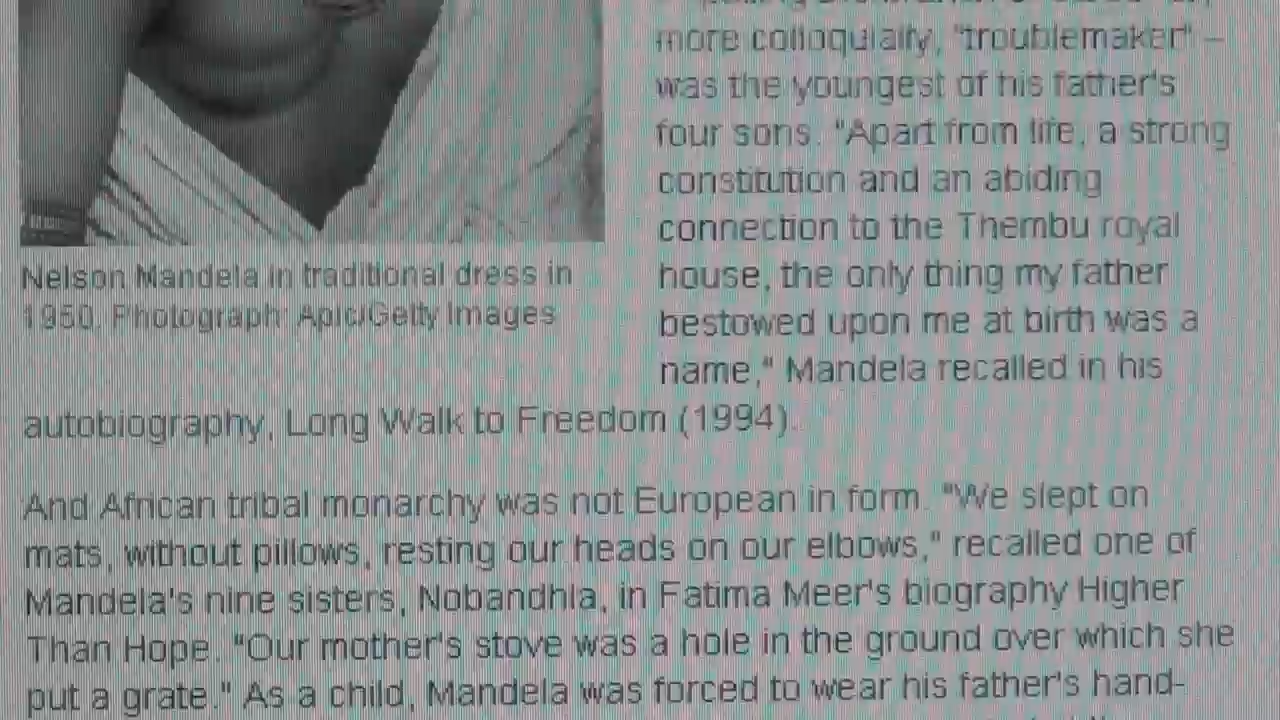 more colloquially, "troublemaker" –
was the youngest of his father's
four sons. "Apart from life, a strong
constitution and an abiding
connection to the Thembu royal
house, the only thing my father
bestowed upon me at birth was a
name," Mandela recalled in his
Nelson Mandela in traditional dress in
1950. Photograph: Apic/Getty Images
autobiography, Long Walk to Freedom (1994).
And African tribal monarchy was not European in form. "We slept on
mats, without pillows, resting our heads on our elbows," recalled one of
Mandela's nine sisters, Nobandhla, in Fatima Meer's biography Higher
Than Hope. "Our mother's stove was a hole in the ground over which she
put a grate." As a child, Mandela was forced to wear his father's hand-